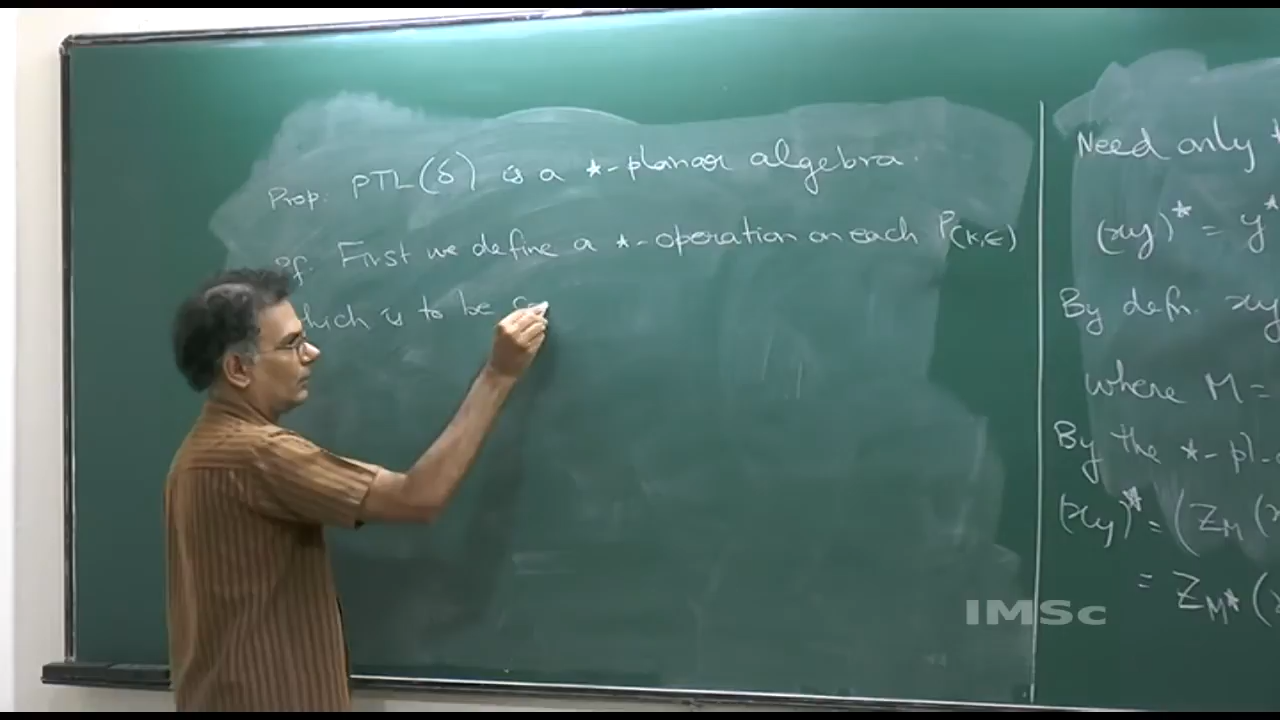 Prop: PTL(δ) is a *-planar algebra.
Pf: First we define a *-operation on each P(k,ε)
which is to be
Need only
(xy)* = y*
By defn. xy
where M =
By the *-pl.
(xy)* = (Z_M (x
= Z_M* (
IMSc